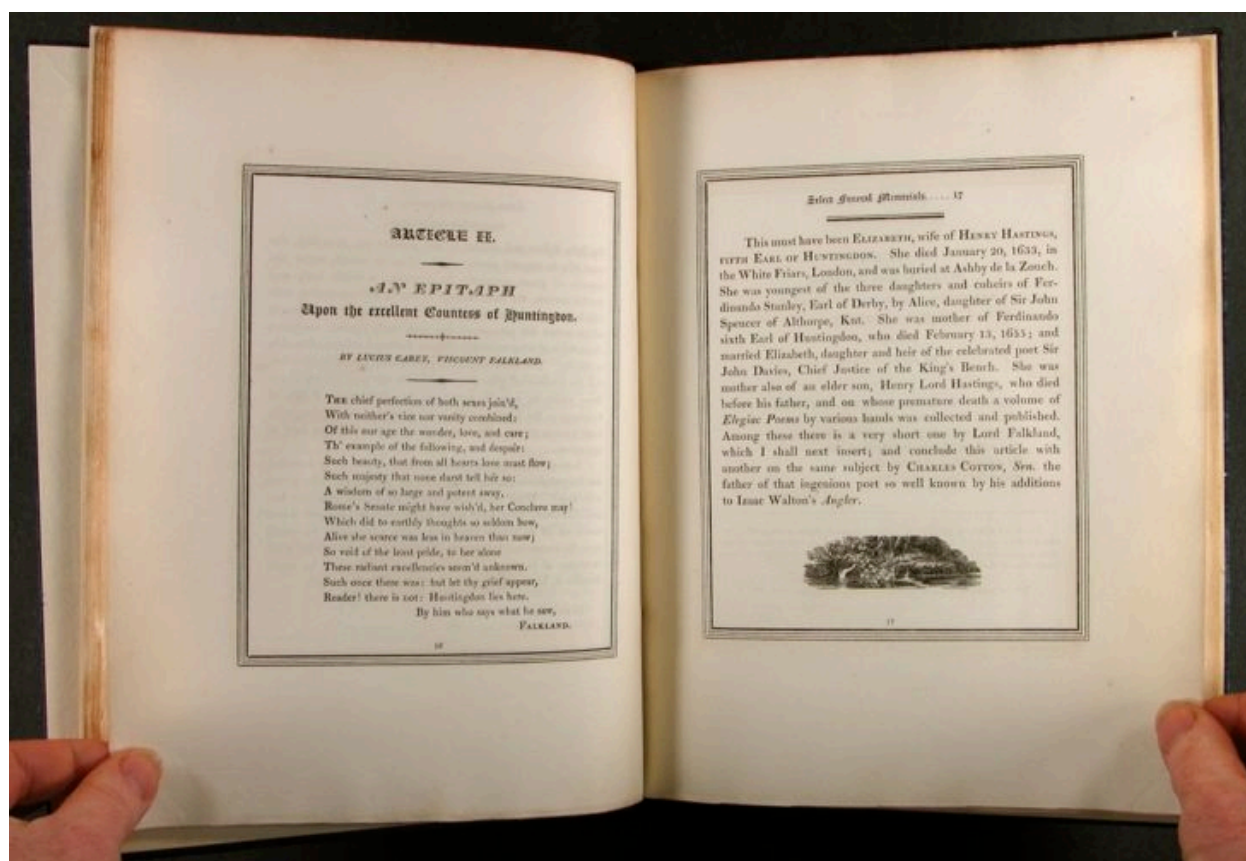 ARTICLE II.
AN EPITAPH
Upon the excellent Countess of Huntingdon.
BY LUCIUS CAREY, VISCOUNT FALKLAND.
THE chief perfection of both sexes join'd,
With neither's vice nor vanity combined:
Of this our age the wonder, love, and care;
Th' example of the following, and despair:
Such beauty, that from all hearts love must flow;
Such majesty that none durst tell her so:
A wisdom of so large and potent sway,
Rome's Senate might have wish'd, her Conclave may!
Which did to earthly thoughts so seldom bow,
Alive she scarce was less in heaven than now;
So void of the least pride, to her alone
These radiant excellencies seem'd unknown.
Such once there was: but let thy grief appear,
Reader! there is not: Huntingdon lies here.
By him who says what he saw,
FALKLAND.
16
Select Funeral Memorials.....17
This must have been ELIZABETH, wife of HENRY HASTINGS,
FIFTH EARL OF HUNTINGDON. She died January 20, 1633, in
the White Friars, London, and was buried at Ashby de la Zouch.
She was youngest of the three daughters and coheirs of Fer-
dinando Stanley, Earl of Derby, by Alice, daughter of Sir John
Spencer of Althorpe, Knt. She was mother of Ferdinando
sixth Earl of Huntingdon, who died February 13, 1655; and
married Elizabeth, daughter and heir of the celebrated poet Sir
John Davies, Chief Justice of the King's Bench. She was
mother also of an elder son, Henry Lord Hastings, who died
before his father, and on whose premature death a volume of
Elegiac Poems by various hands was collected and published.
Among these there is a very short one by Lord Falkland,
which I shall next insert; and conclude this article with
another on the same subject by CHARLES COTTON, Sen. the
father of that ingenious poet so well known by his additions
to Izaac Walton's Angler.
17